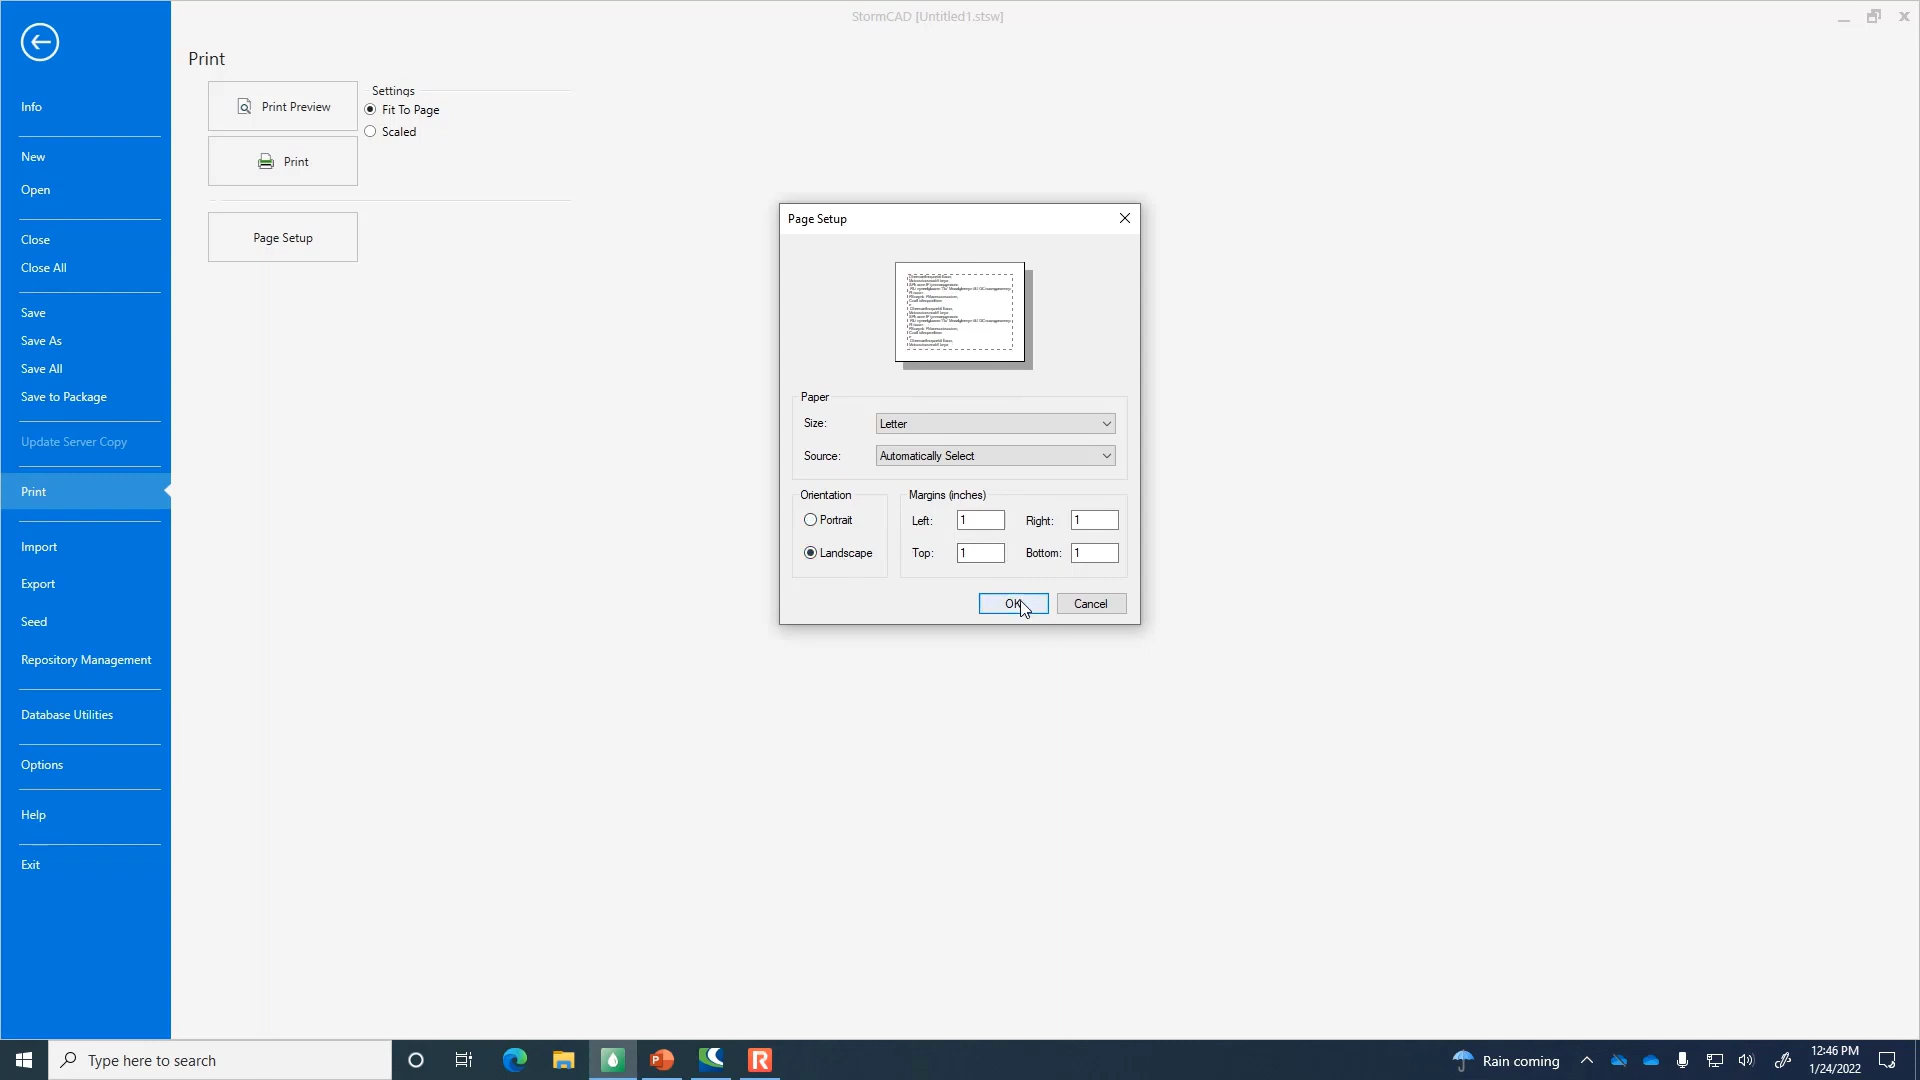 StormCAD [Untitled1.stsw]
Print
Print Preview
Settings
Fit To Page
Scaled
Print
Page Setup
Info
New
Open
Close
Close All
Save
Save As
Save All
Save to Package
Update Server Copy
Print
Import
Export
Seed
Repository Management
Database Utilities
Options
Help
Exit
Page Setup
Paper
Size: Letter
Source: Automatically Select
Orientation
Portrait
Landscape
Margins (inches)
Left: 1 Right: 1
Top: 1 Bottom: 1
OK Cancel
Type here to search
Rain coming
12:46 PM
1/24/2022